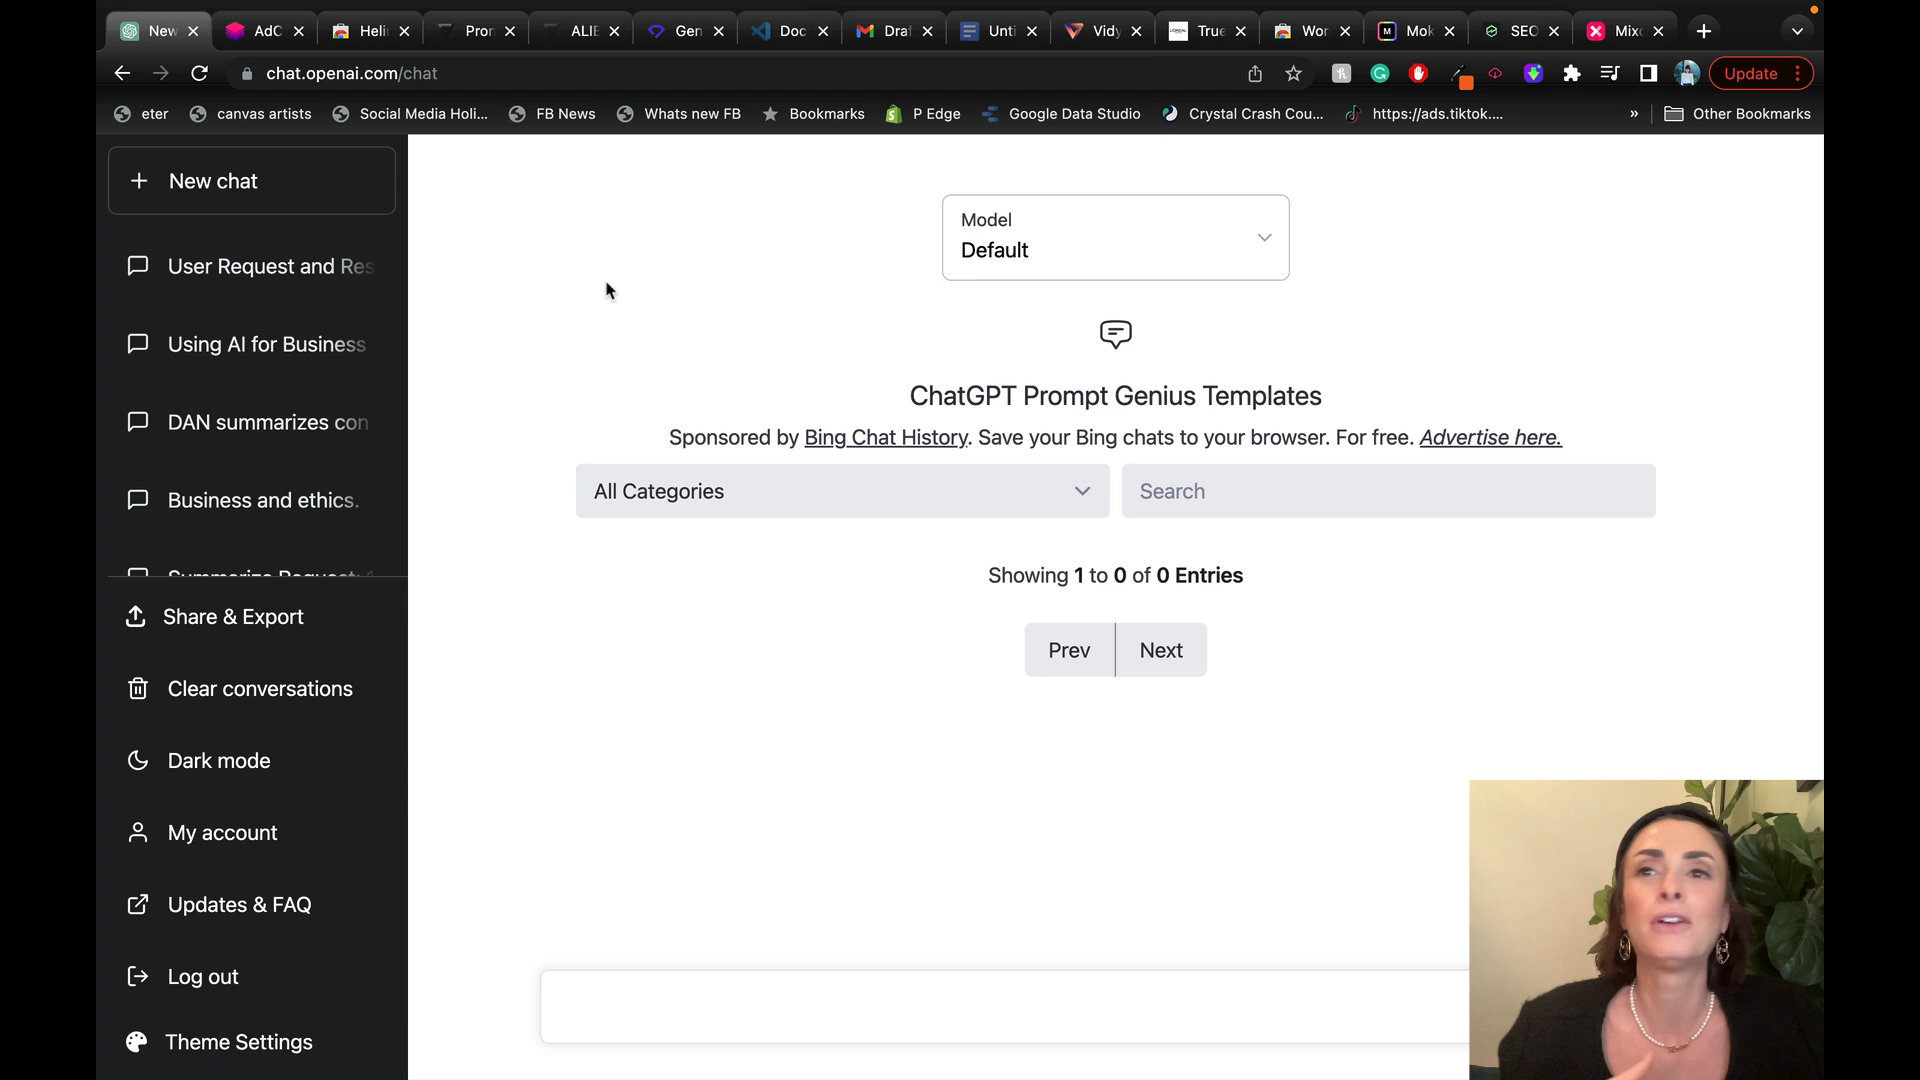 New
AdC
Heli
Pron
ALIE
Gen
Doc
Draf
Unti
Vidy
True
Wor
Mok
SEO
Mixo
chat.openai.com/chat
Update
eter
canvas artists
Social Media Holi...
FB News
Whats new FB
Bookmarks
P Edge
Google Data Studio
Crystal Crash Cou...
https://ads.tiktok....
»
Other Bookmarks
+ New chat
User Request and Res
Using AI for Business
DAN summarizes con
Business and ethics.
Share & Export
Clear conversations
Dark mode
My account
Updates & FAQ
Log out
Theme Settings
Model
Default
ChatGPT Prompt Genius Templates
Sponsored by Bing Chat History. Save your Bing chats to your browser. For free. Advertise here.
All Categories
Search
Showing 1 to 0 of 0 Entries
Prev
Next